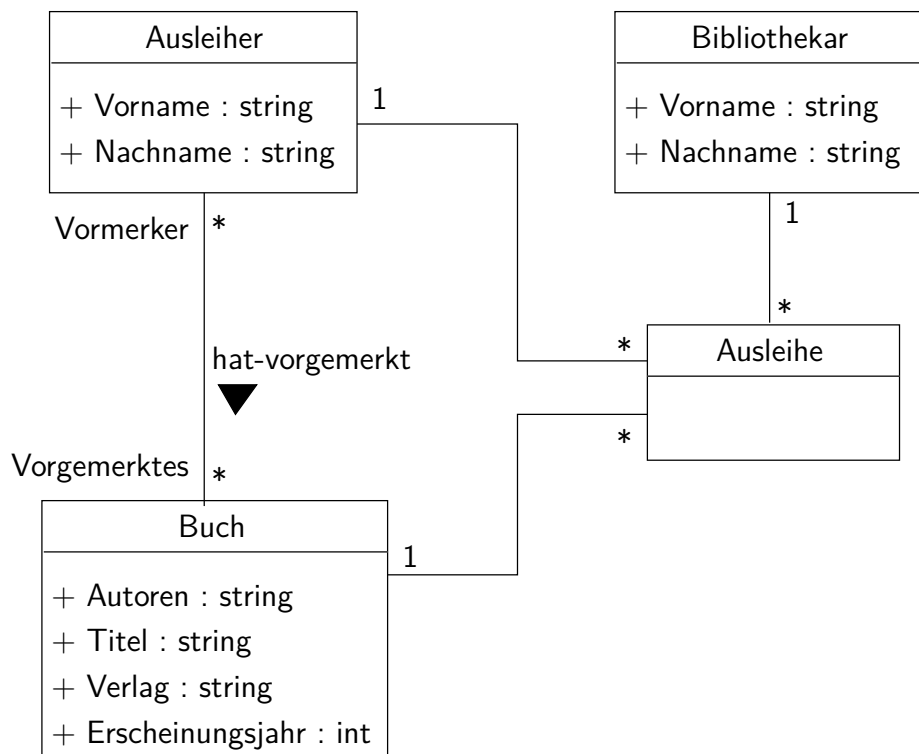 Ausleiher
+ Vorname : string
+ Nachname : string
Bibliothekar
+ Vorname : string
+ Nachname : string
1
Vormerker *
1
hat-vorgemerkt
*
*
Ausleihe
*
Vorgemerktes *
Buch
1
+ Autoren : string
+ Titel : string
+ Verlag : string
+ Erscheinungsjahr : int